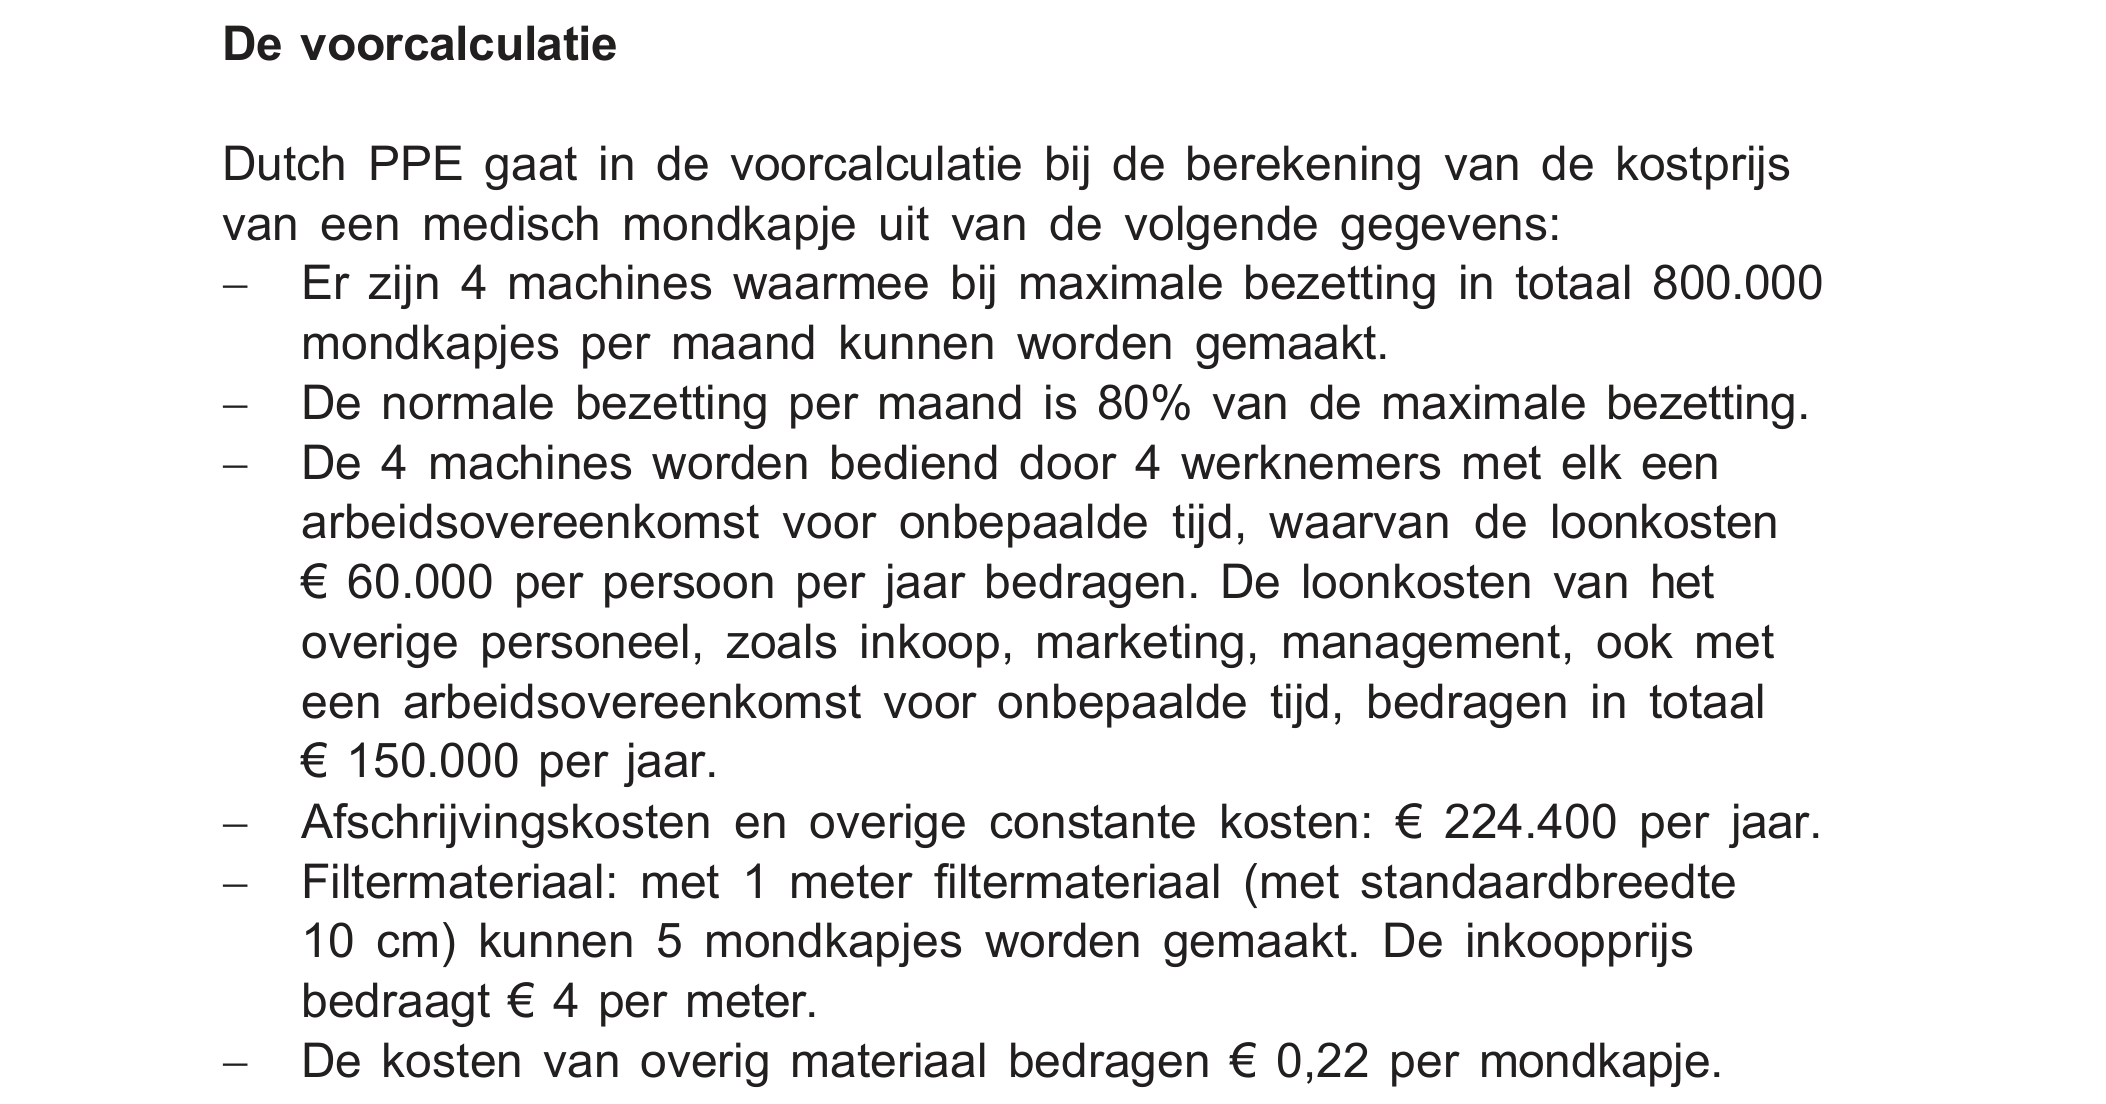 De voorcalculatie
Dutch PPE gaat in de voorcalculatie bij de berekening van de kostprijs
van een medisch mondkapje uit van de volgende gegevens:
− Er zijn 4 machines waarmee bij maximale bezetting in totaal 800.000
mondkapjes per maand kunnen worden gemaakt.
− De normale bezetting per maand is 80% van de maximale bezetting.
− De 4 machines worden bediend door 4 werknemers met elk een
arbeidsovereenkomst voor onbepaalde tijd, waarvan de loonkosten
€ 60.000 per persoon per jaar bedragen. De loonkosten van het
overige personeel, zoals inkoop, marketing, management, ook met
een arbeidsovereenkomst voor onbepaalde tijd, bedragen in totaal
€ 150.000 per jaar.
− Afschrijvingskosten en overige constante kosten: € 224.400 per jaar.
− Filtermateriaal: met 1 meter filtermateriaal (met standaardbreedte
10 cm) kunnen 5 mondkapjes worden gemaakt. De inkoopprijs
bedraagt € 4 per meter.
− De kosten van overig materiaal bedragen € 0,22 per mondkapje.